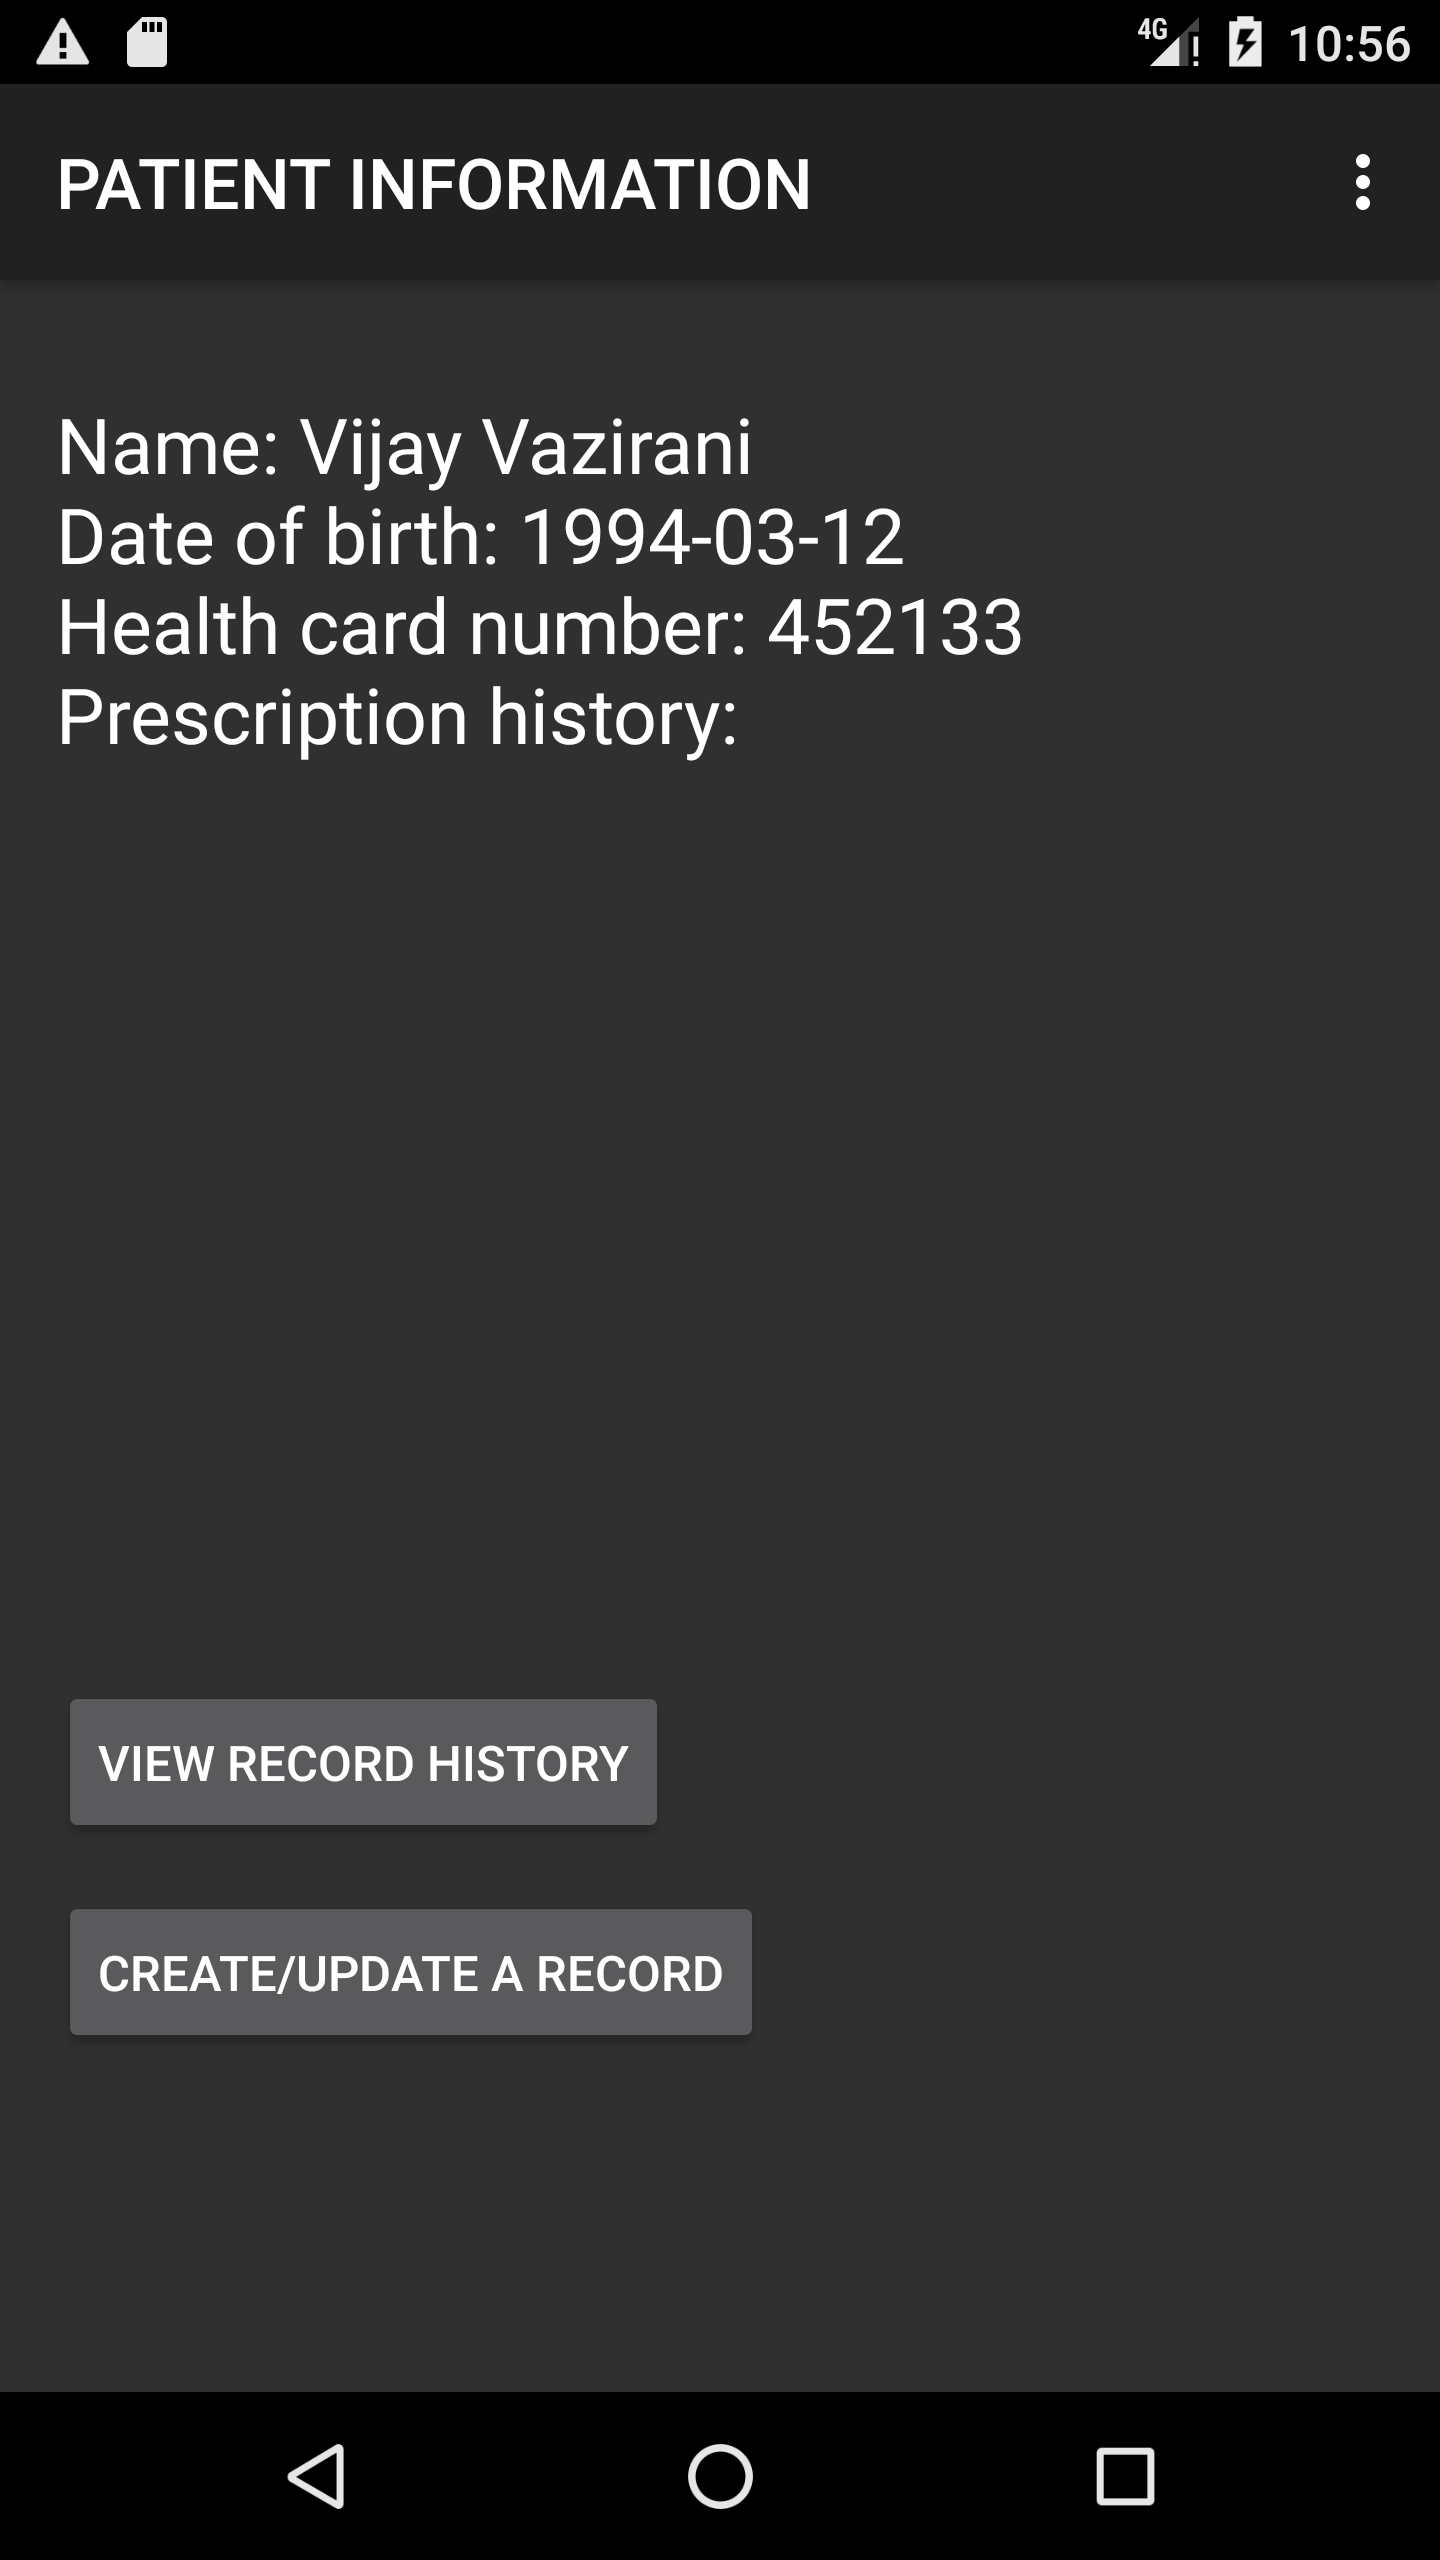 4G 10:56
PATIENT INFORMATION
Name: Vijay Vazirani
Date of birth: 1994-03-12
Health card number: 452133
Prescription history:
VIEW RECORD HISTORY
CREATE/UPDATE A RECORD